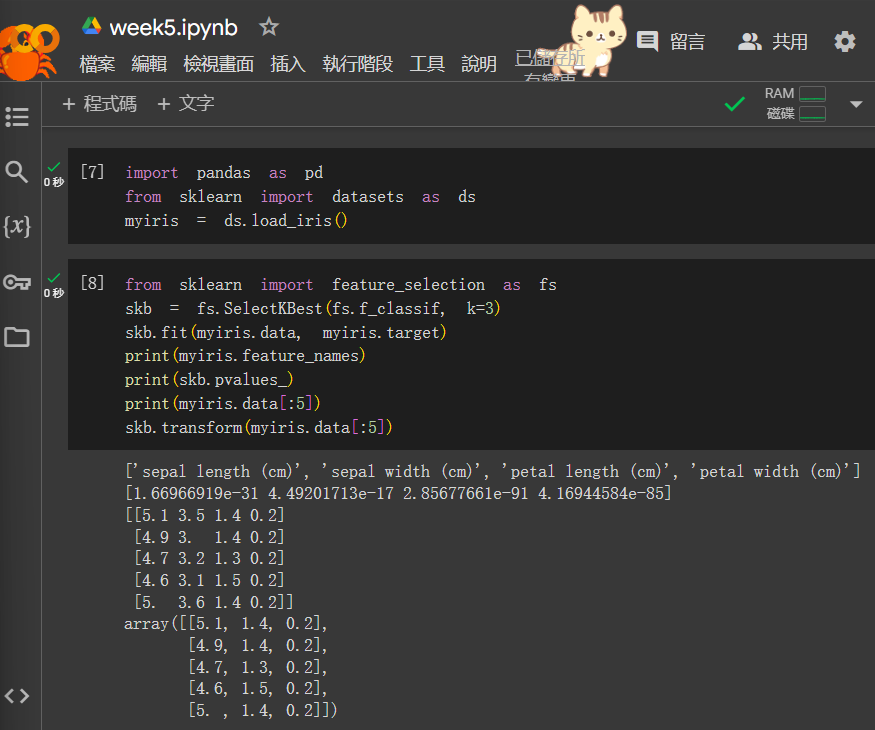 week5.ipynb
留言
共用
檔案 編輯 檢視畫面 插入 執行階段 工具 說明 已儲存所
有變更
+ 程式碼 + 文字
RAM
磁碟
{x}
[7] import pandas as pd
0 秒
from sklearn import datasets as ds
myiris = ds.load_iris()
[8] from sklearn import feature_selection as fs
0 秒
skb = fs.SelectKBest(fs.f_classif, k=3)
skb.fit(myiris.data, myiris.target)
print(myiris.feature_names)
print(skb.pvalues_)
print(myiris.data[:5])
skb.transform(myiris.data[:5])
['sepal length (cm)', 'sepal width (cm)', 'petal length (cm)', 'petal width (cm)']
[1.66966919e-31 4.49201713e-17 2.85677661e-91 4.16944584e-85]
[[5.1 3.5 1.4 0.2]
[4.9 3.  1.4 0.2]
[4.7 3.2 1.3 0.2]
[4.6 3.1 1.5 0.2]
[5.  3.6 1.4 0.2]]
array([[5.1, 1.4, 0.2],
[4.9, 1.4, 0.2],
[4.7, 1.3, 0.2],
[4.6, 1.5, 0.2],
[5. , 1.4, 0.2]])